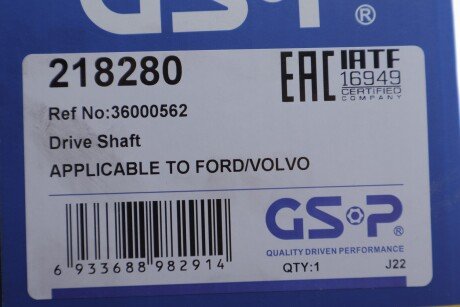 GSP®
218280
EAC
IATF
16949
CERTIFIED
COMPANY
Ref No:36000562
Drive Shaft
APPLICABLE TO FORD/VOLVO
GSP®
QUALITY DRIVEN PERFORMANCE
6 933688 982914
QTY:1
J22